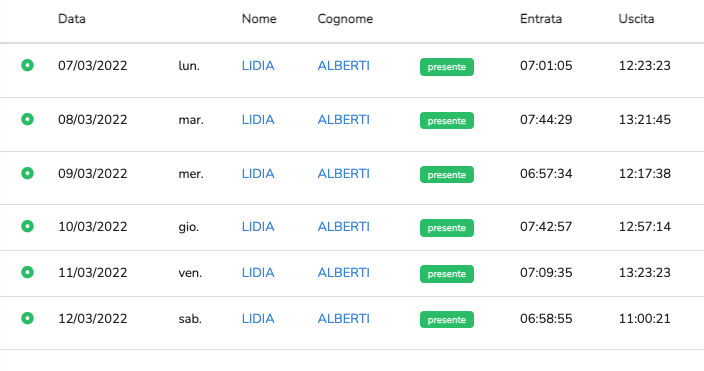 Data Nome Cognome Entrata Uscita
07/03/2022 lun. LIDIA ALBERTI presente 07:01:05 12:23:23
08/03/2022 mar. LIDIA ALBERTI presente 07:44:29 13:21:45
09/03/2022 mer. LIDIA ALBERTI presente 06:57:34 12:17:38
10/03/2022 gio. LIDIA ALBERTI presente 07:42:57 12:57:14
11/03/2022 ven. LIDIA ALBERTI presente 07:09:35 13:23:23
12/03/2022 sab. LIDIA ALBERTI presente 06:58:55 11:00:21